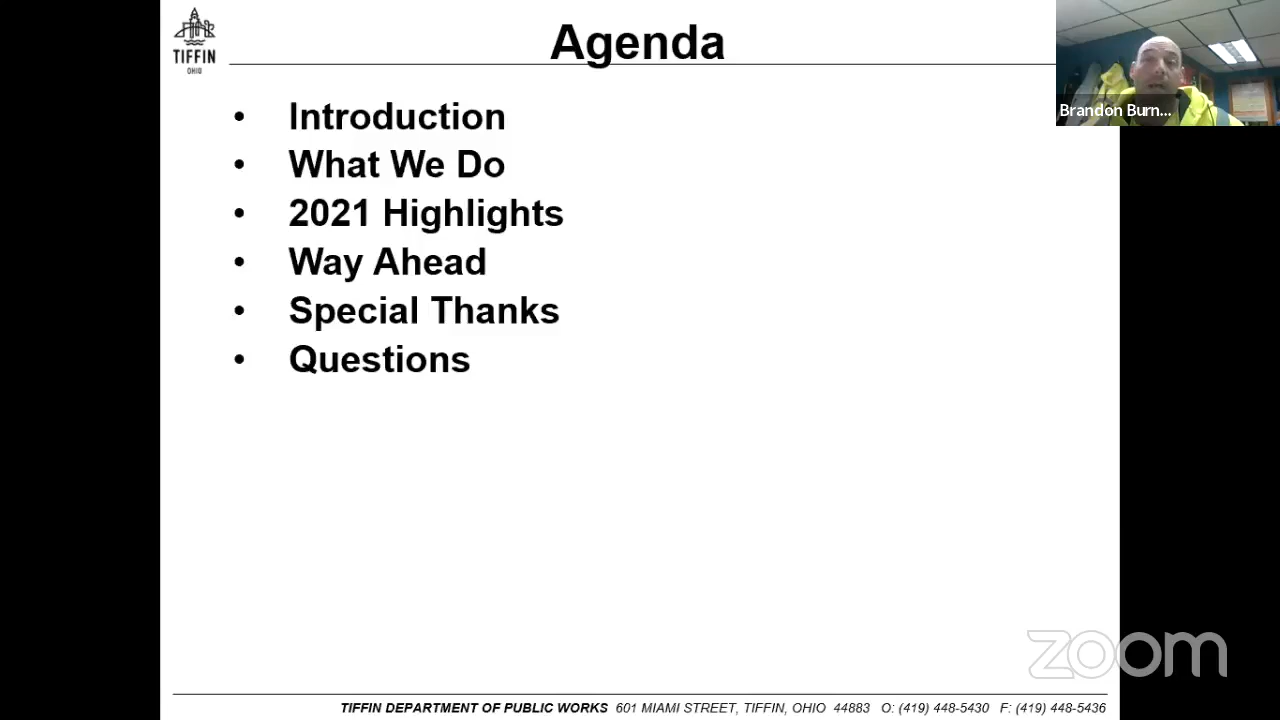 TIFFIN
OHIO
Agenda
Brandon Burn...
• Introduction
• What We Do
• 2021 Highlights
• Way Ahead
• Special Thanks
• Questions
zoom
TIFFIN DEPARTMENT OF PUBLIC WORKS 601 MIAMI STREET, TIFFIN, OHIO 44883 O: (419) 448-5430 F: (419) 448-5436